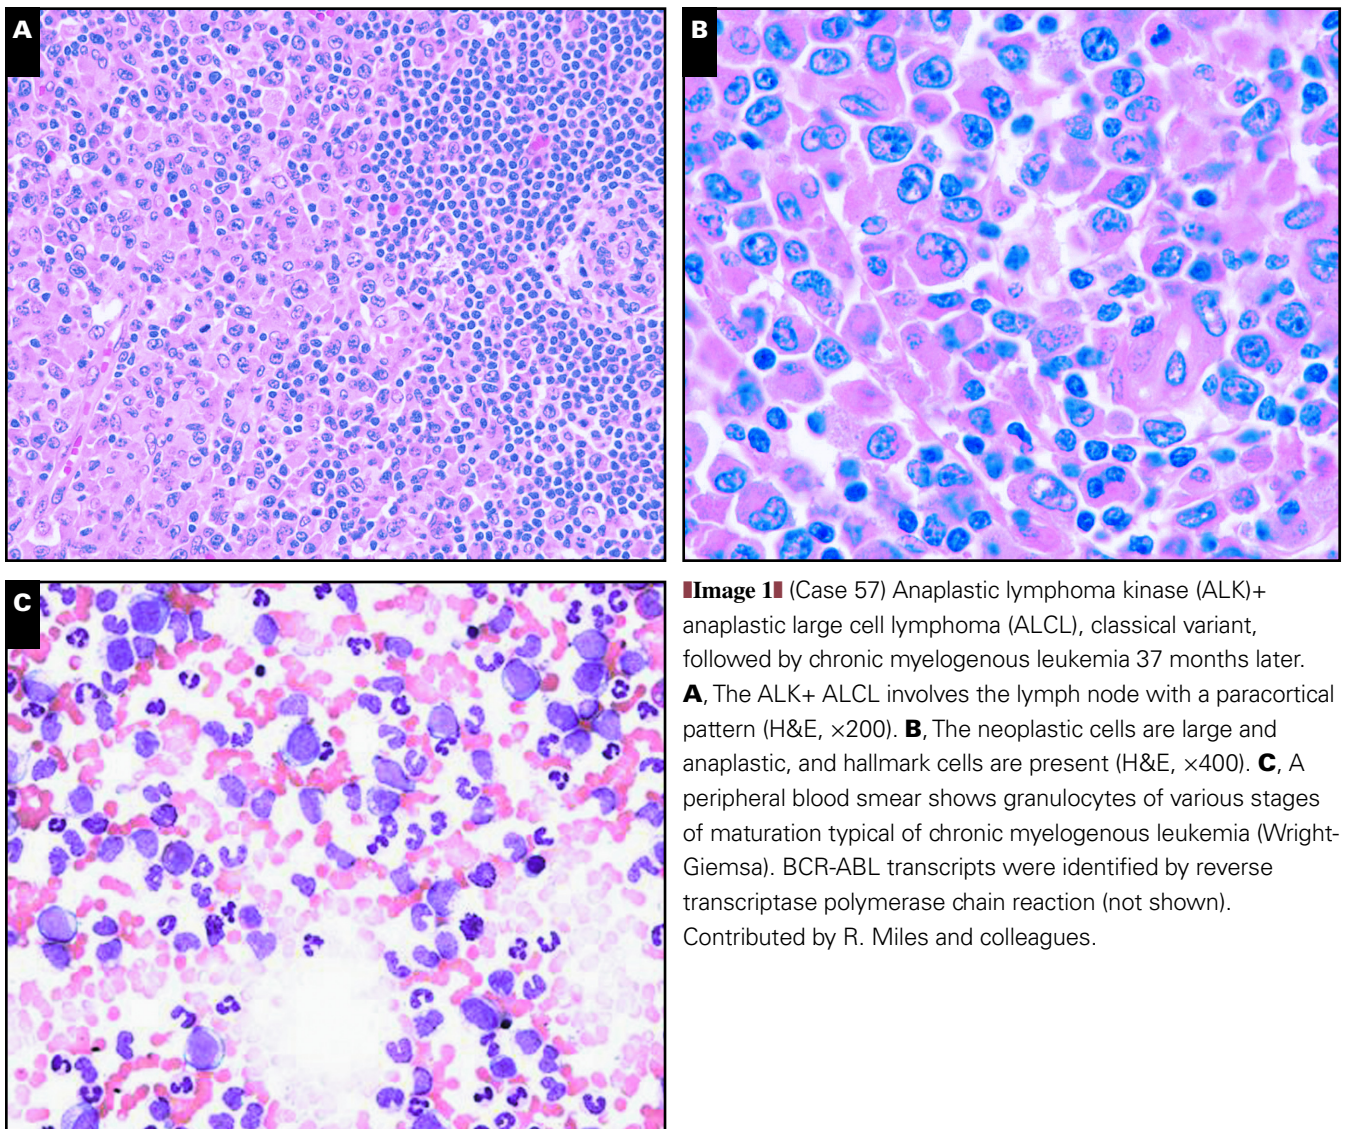 A
B
C
Image 1 (Case 57) Anaplastic lymphoma kinase (ALK)+
anaplastic large cell lymphoma (ALCL), classical variant,
followed by chronic myelogenous leukemia 37 months later.
A, The ALK+ ALCL involves the lymph node with a paracortical
pattern (H&E, ×200). B, The neoplastic cells are large and
anaplastic, and hallmark cells are present (H&E, ×400). C, A
peripheral blood smear shows granulocytes of various stages
of maturation typical of chronic myelogenous leukemia (Wright-
Giemsa). BCR-ABL transcripts were identified by reverse
transcriptase polymerase chain reaction (not shown).
Contributed by R. Miles and colleagues.